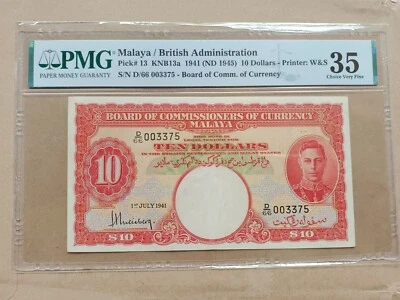 PMG
PAPER MONEY GUARANTY
Malaya / British Administration
Pick# 13 KNB13a 1941 (ND 1945) 10 Dollars - Printer: W&S
S/N D/66 003375 - Board of Comm. of Currency
35
Choice Very Fine
BOARD OF COMMISSIONERS OF CURRENCY
MALAYA
D/66 003375
TEN DOLLARS
10
D/66 003375
1ST JULY 1941
$10
$10